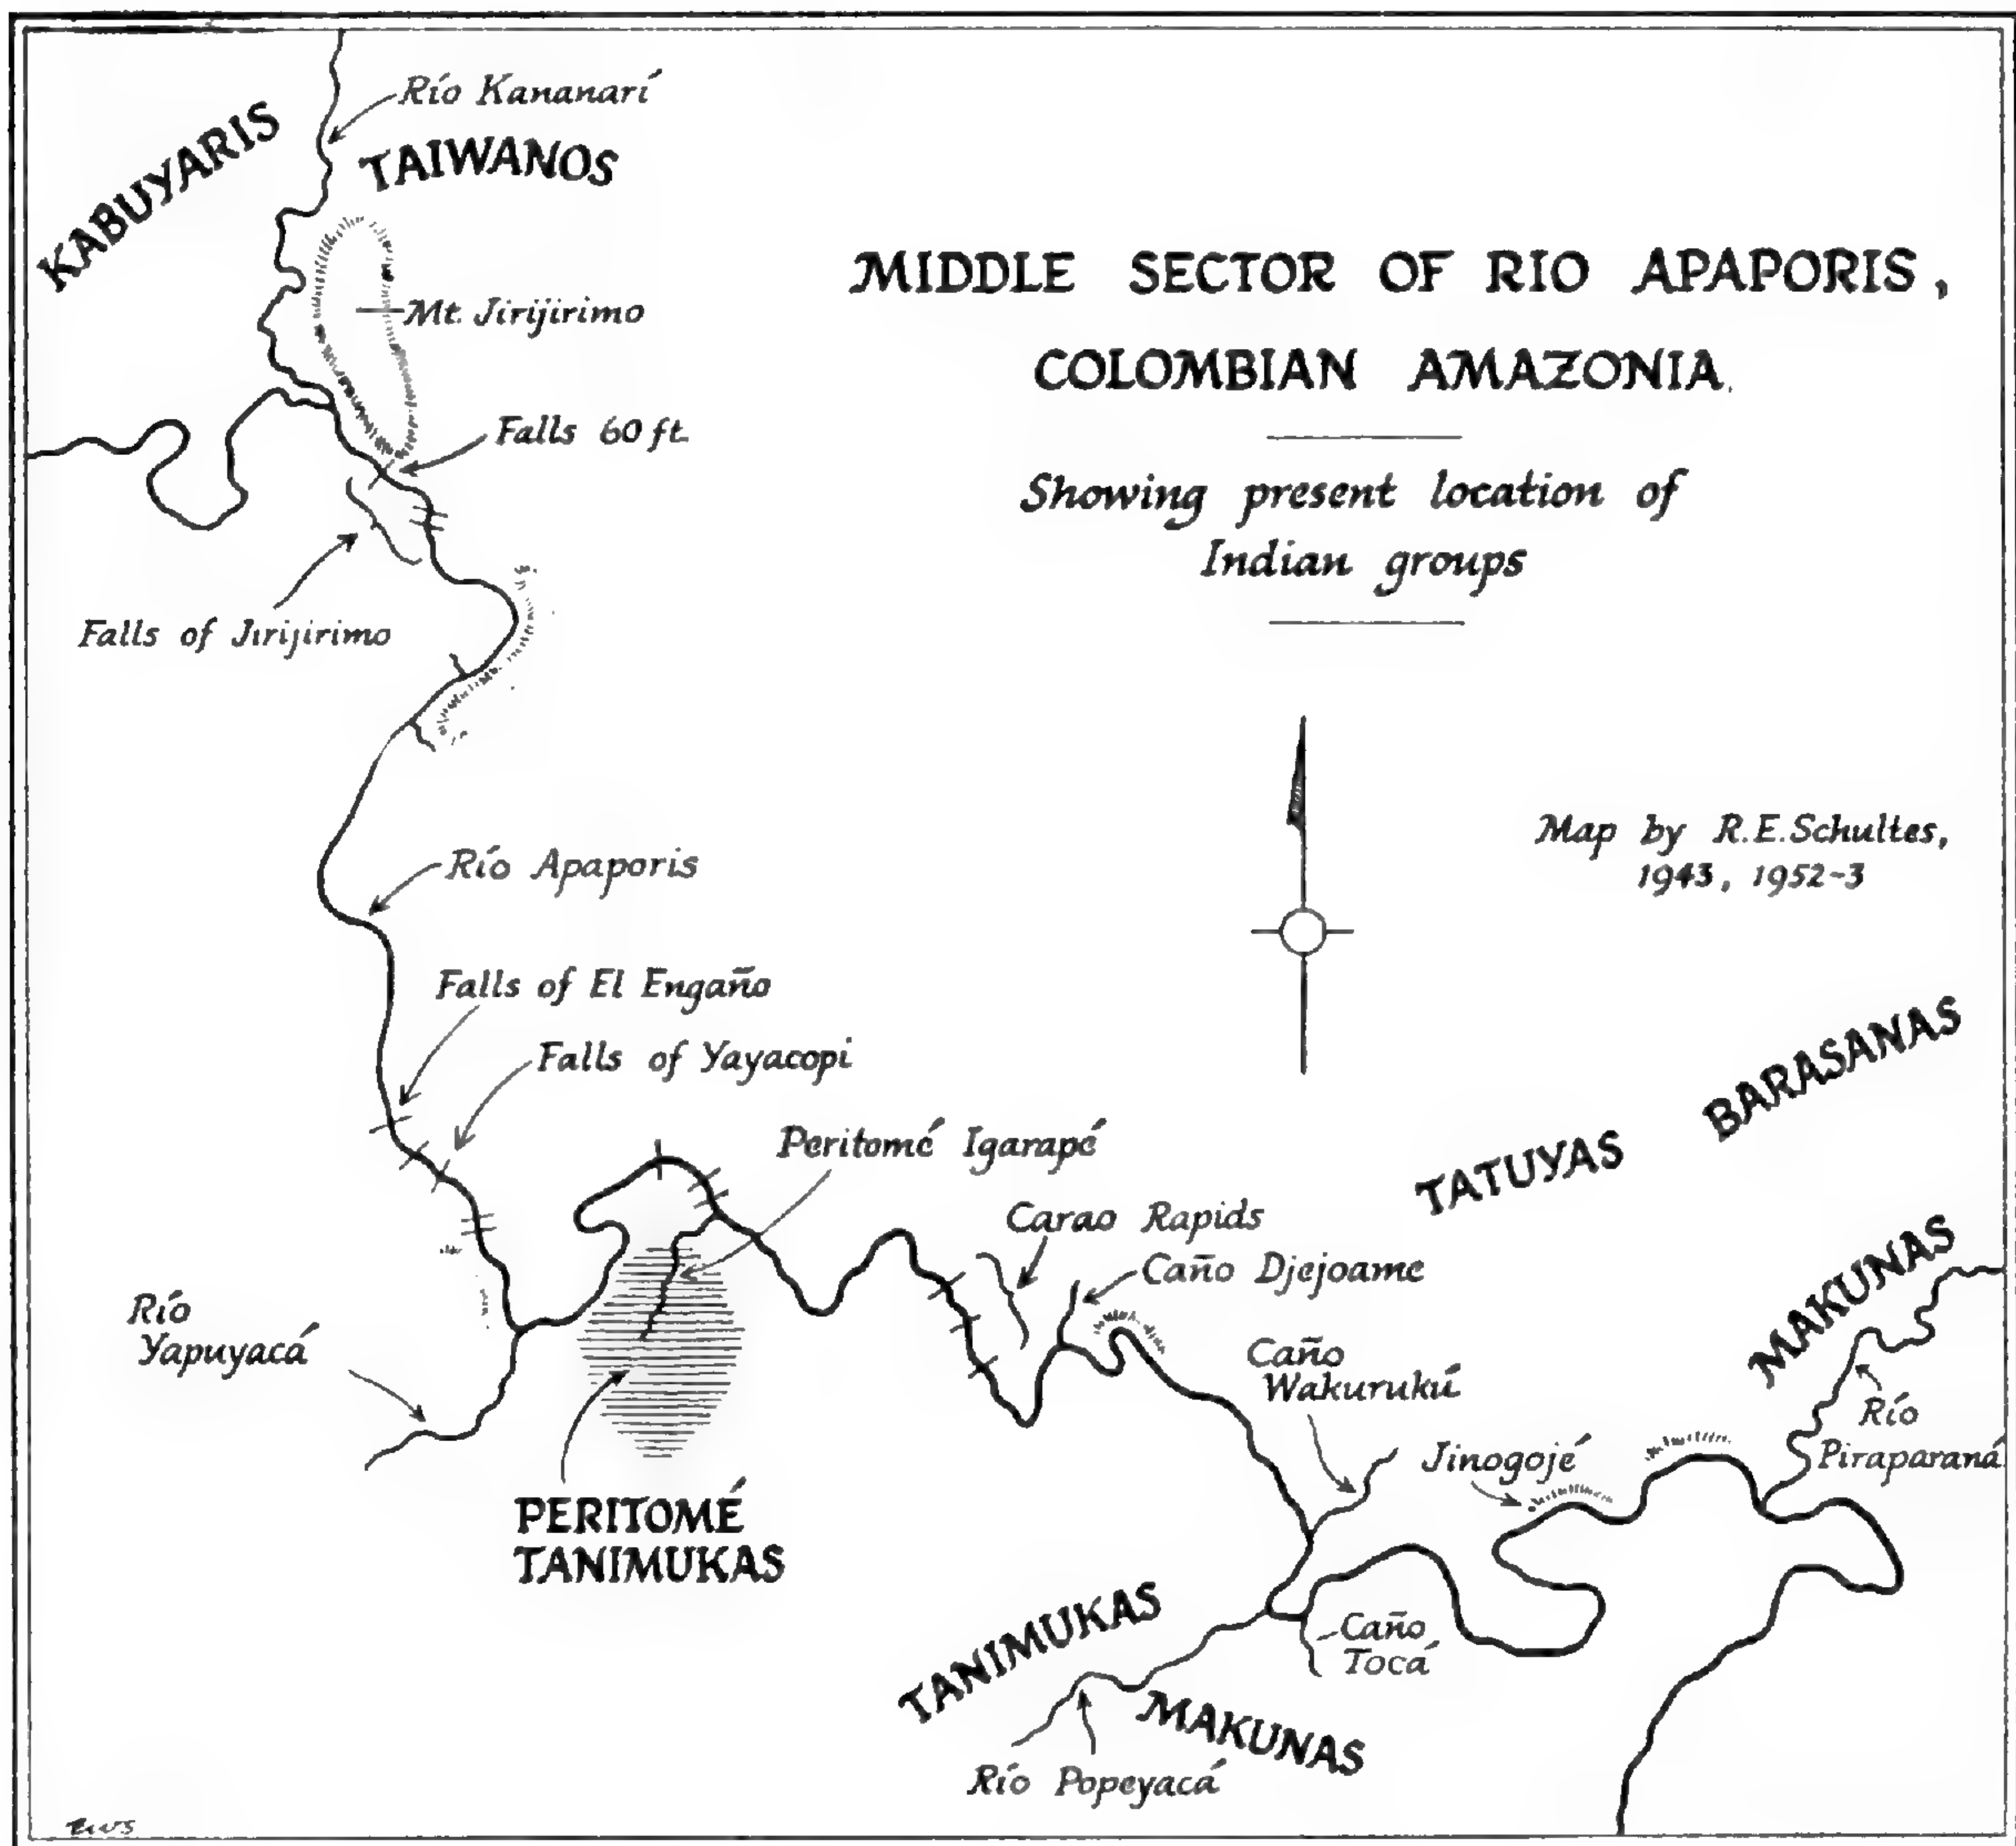 Río Kananarí
KABUYARIS
TAIWANOS
MIDDLE SECTOR OF RIO APAPORIS,
COLOMBIAN AMAZONIA.
Mt. Jirijirimo
Falls 60 ft.
Showing present location of
Indian groups
Falls of Jirijirimo
Map by R.E.Schultes,
1943, 1952-3
Río Apaporis
Falls of El Engaño
Falls of Yayacopi
BARASANAS
Peritomé Igarapé
TATUYAS
Carao Rapids
Caño Djejoame
MAKUNAS
Río
Yapuyacá
Caño
Wakurukú
Río
Piraparaná
Jinogojé
PERITOMÉ
TANIMUKAS
TANIMUKAS
Caño
Tocá
MAKUNAS
Río Popeyacá